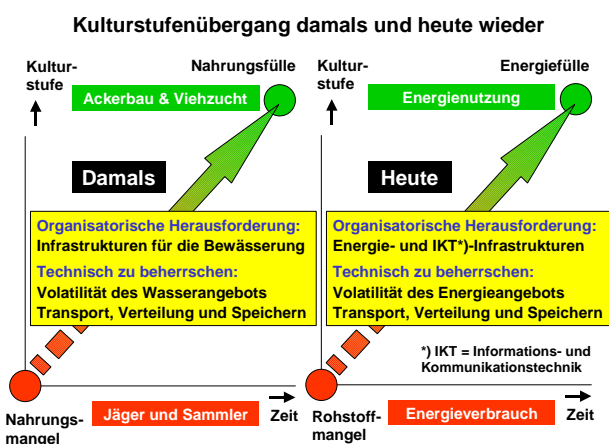 Kulturstufenübergang damals und heute wieder
Kultur-
stufe
Nahrungsfülle
Ackerbau & Viehzucht
Damals
Organisatorische Herausforderung:
Infrastrukturen für die Bewässerung
Technisch zu beherrschen:
Volatilität des Wasserangebots
Transport, Verteilung und Speichern
Nahrungs-
mangel
Jäger und Sammler
Zeit
Kultur-
stufe
Energiefülle
Energienutzung
Heute
Organisatorische Herausforderung:
Energie- und IKT*)-Infrastrukturen
Technisch zu beherrschen:
Volatilität des Energieangebots
Transport, Verteilung und Speichern
*) IKT = Informations- und
Kommunikationstechnik
Rohstoff-
mangel
Energieverbrauch
Zeit